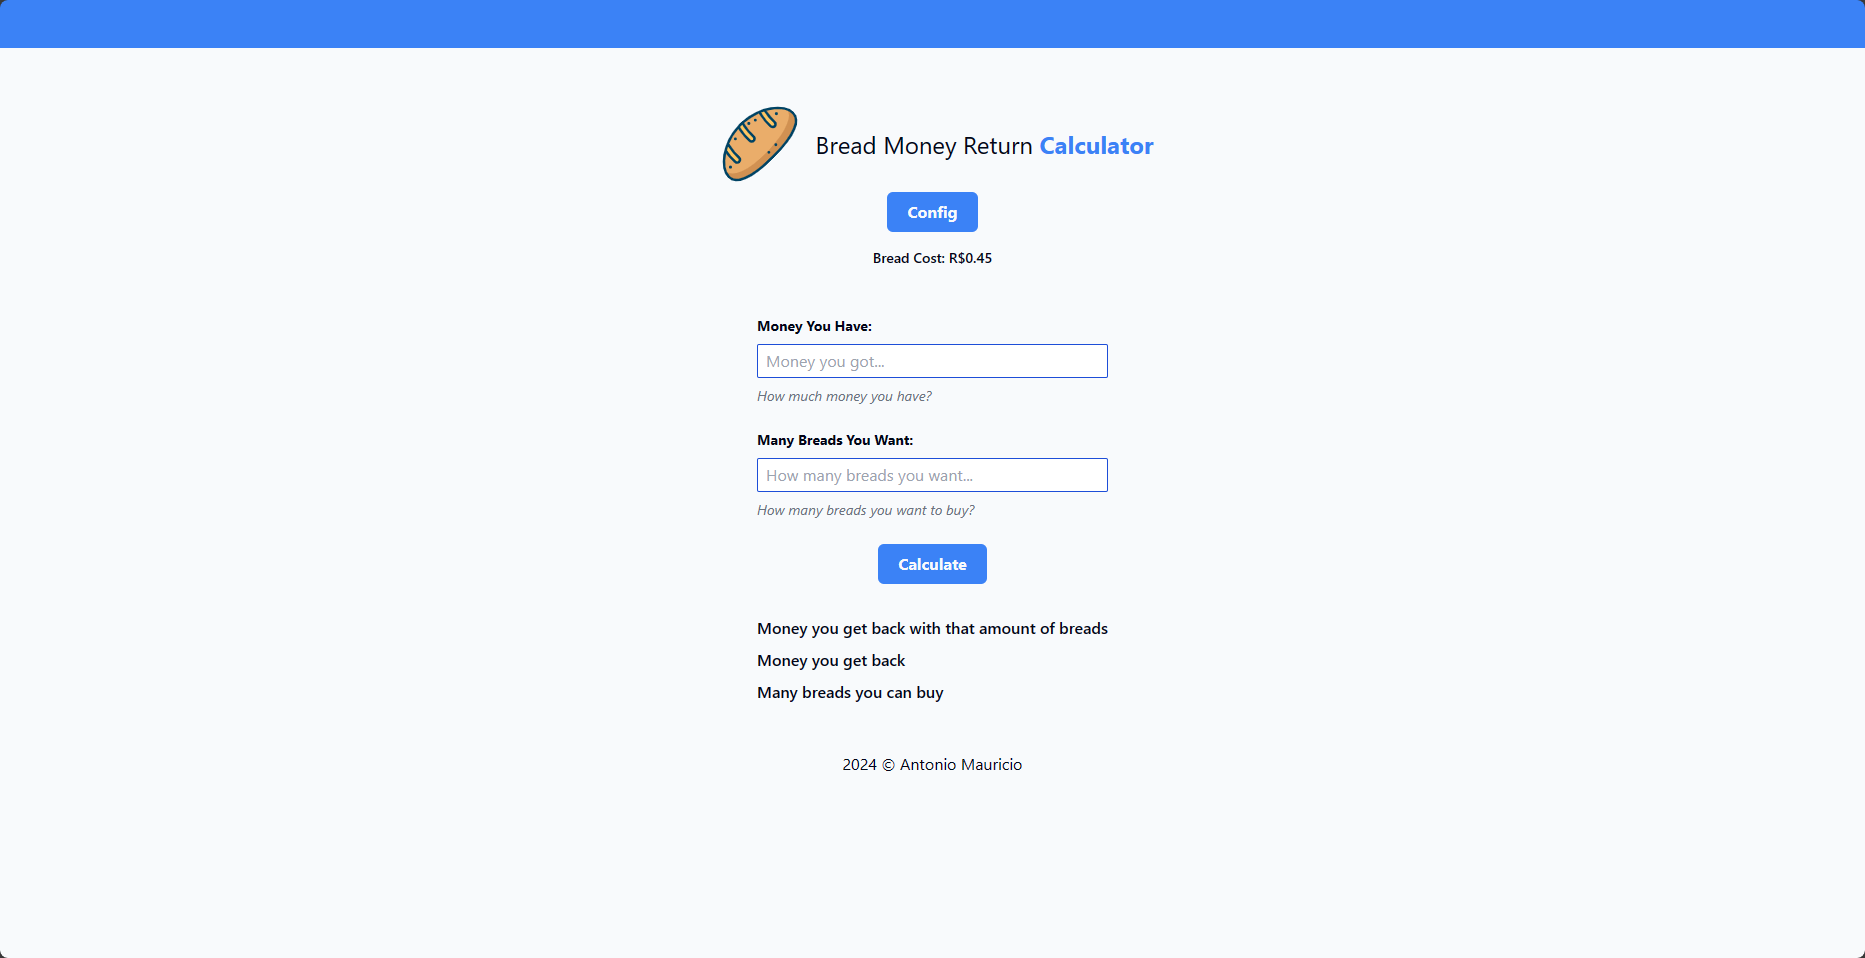 Bread Money Return Calculator
Config
Bread Cost: R$0.45
Money You Have:
Money you got...
How much money you have?
Many Breads You Want:
How many breads you want...
How many breads you want to buy?
Calculate
Money you get back with that amount of breads
Money you get back
Many breads you can buy
2024 © Antonio Mauricio